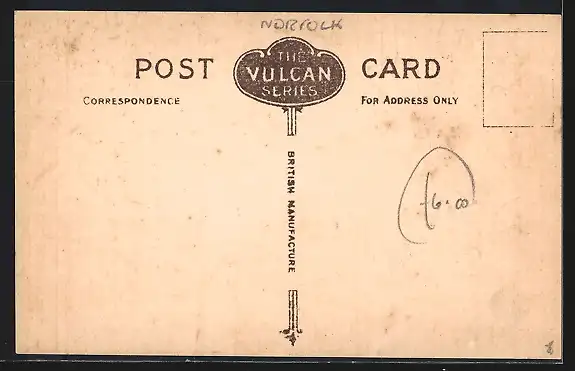 NORFOLK
POST CARD
THE
VULCAN
SERIES
CORRESPONDENCE
FOR ADDRESS ONLY
BRITISH MANUFACTURE
£6.00